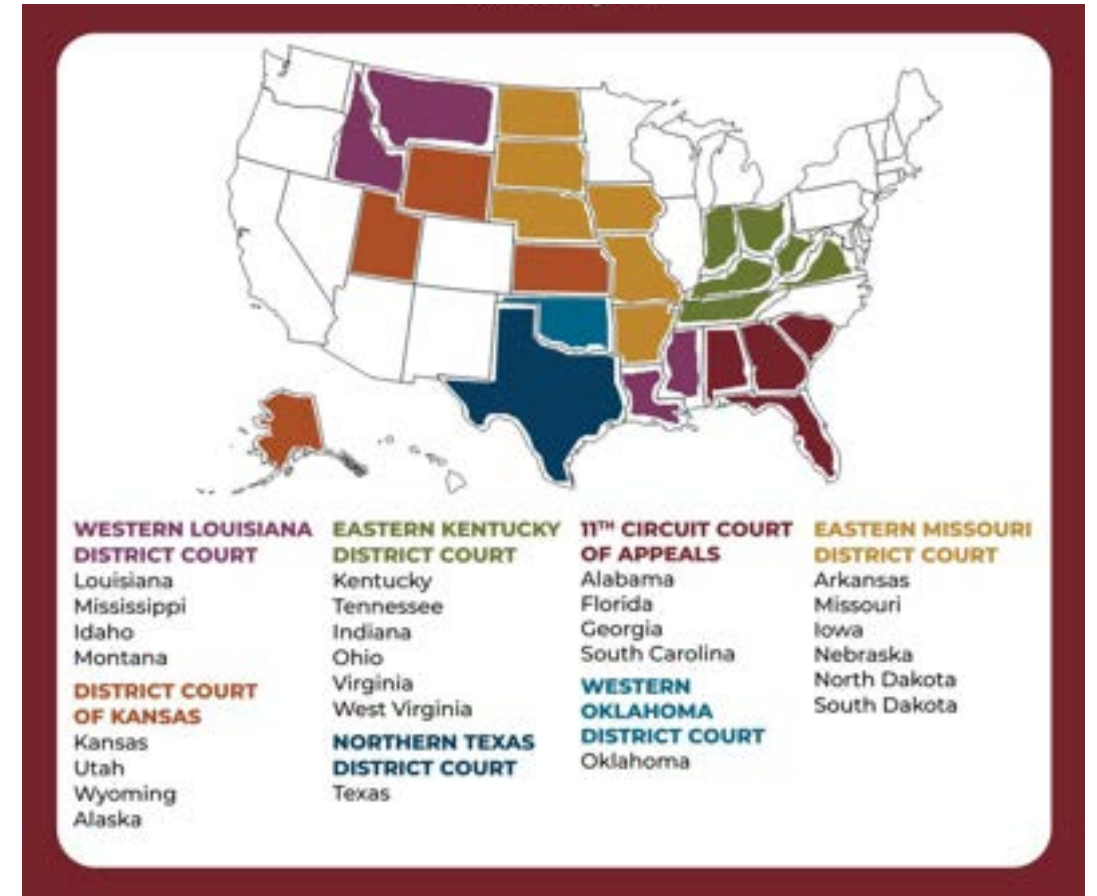 WESTERN LOUISIANA
DISTRICT COURT
Louisiana
Mississippi
Idaho
Montana
DISTRICT COURT
OF KANSAS
Kansas
Utah
Wyoming
Alaska
EASTERN KENTUCKY
DISTRICT COURT
Kentucky
Tennessee
Indiana
Ohio
Virginia
West Virginia
NORTHERN TEXAS
DISTRICT COURT
Texas
11TH CIRCUIT COURT
OF APPEALS
Alabama
Florida
Georgia
South Carolina
WESTERN
OKLAHOMA
DISTRICT COURT
Oklahoma
EASTERN MISSOURI
DISTRICT COURT
Arkansas
Missouri
Iowa
Nebraska
North Dakota
South Dakota